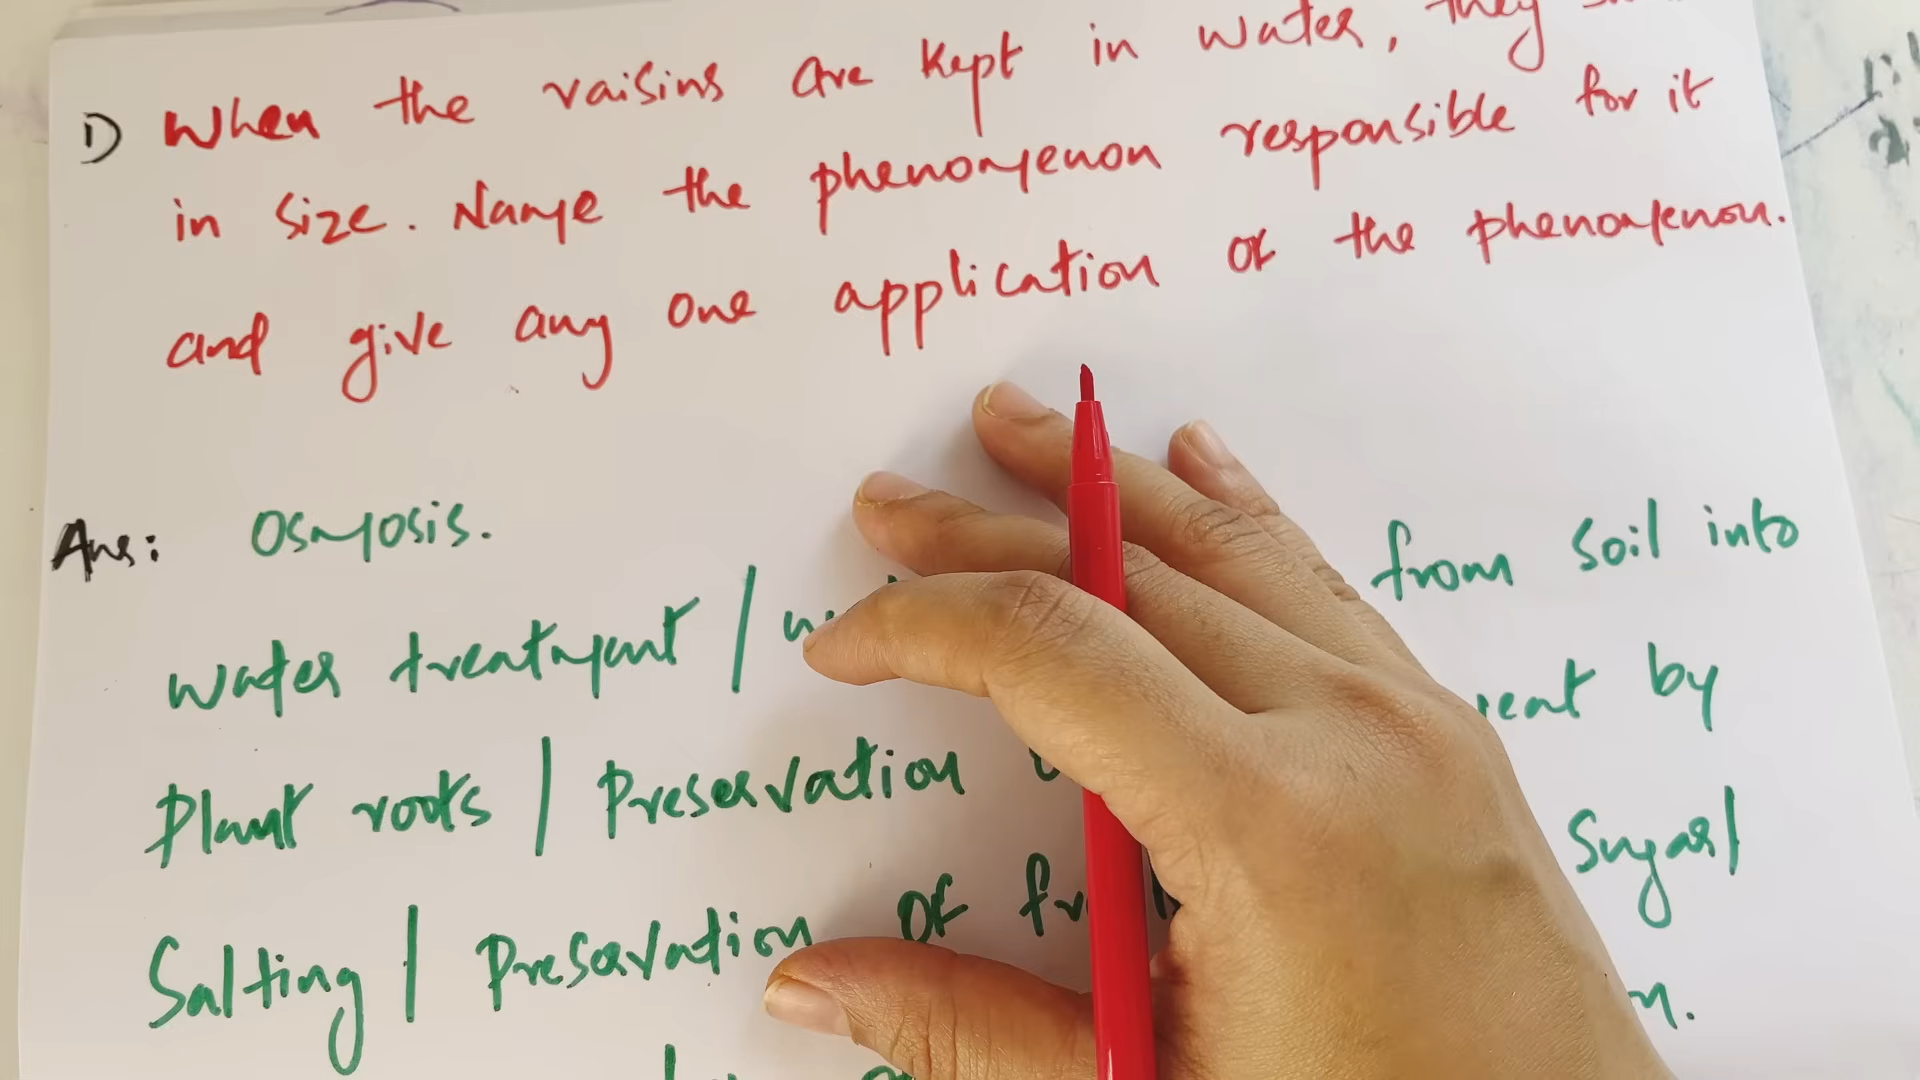 1) When the raisins are kept in water, they
in size. Name the phenomenon responsible for it
and give any one application of the phenomenon.
Ans: Osmosis.
Water treatment / from soil into
Plant roots / Preservation by
Salting / Preservation of sugar/